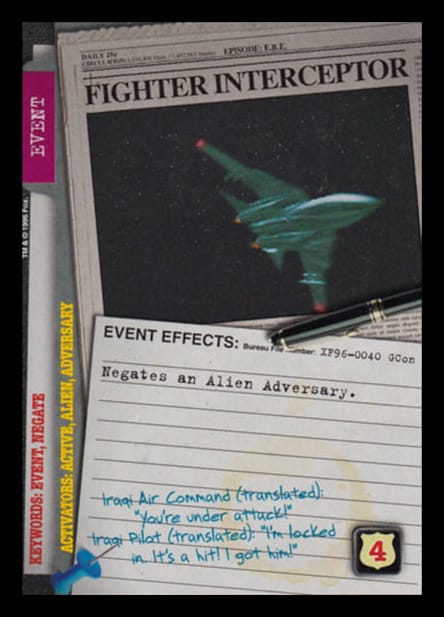 DAILY 25¢
EPISODE: E.B.E.
FIGHTER INTERCEPTOR
EVENT
TM & © 1996 Fox.
KEYWORDS: EVENT, NEGATE
ACTIVATORS: ACTIVE, ALIEN, ADVERSARY
EVENT EFFECTS: Bureau File Number: XF96-0040 GCon
Negates an Alien Adversary.
Iraqi Air Command (translated):
"You're under attack!"
Iraqi Pilot (translated): "I'm locked
in. It's a hit! I got him!"
4